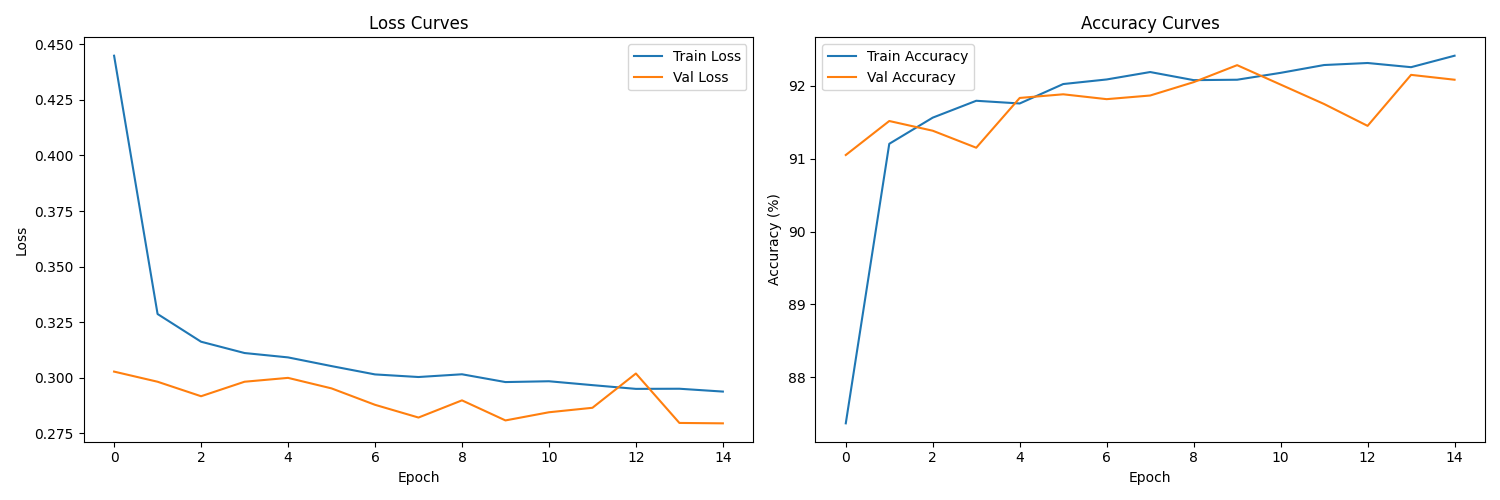 Loss Curves
0.450
0.425
0.400
0.375
0.350
0.325
0.300
0.275
Loss
Train Loss
Val Loss
0 2 4 6 8 10 12 14
Epoch
Accuracy Curves
92
91
90
89
88
Accuracy (%)
Train Accuracy
Val Accuracy
0 2 4 6 8 10 12 14
Epoch